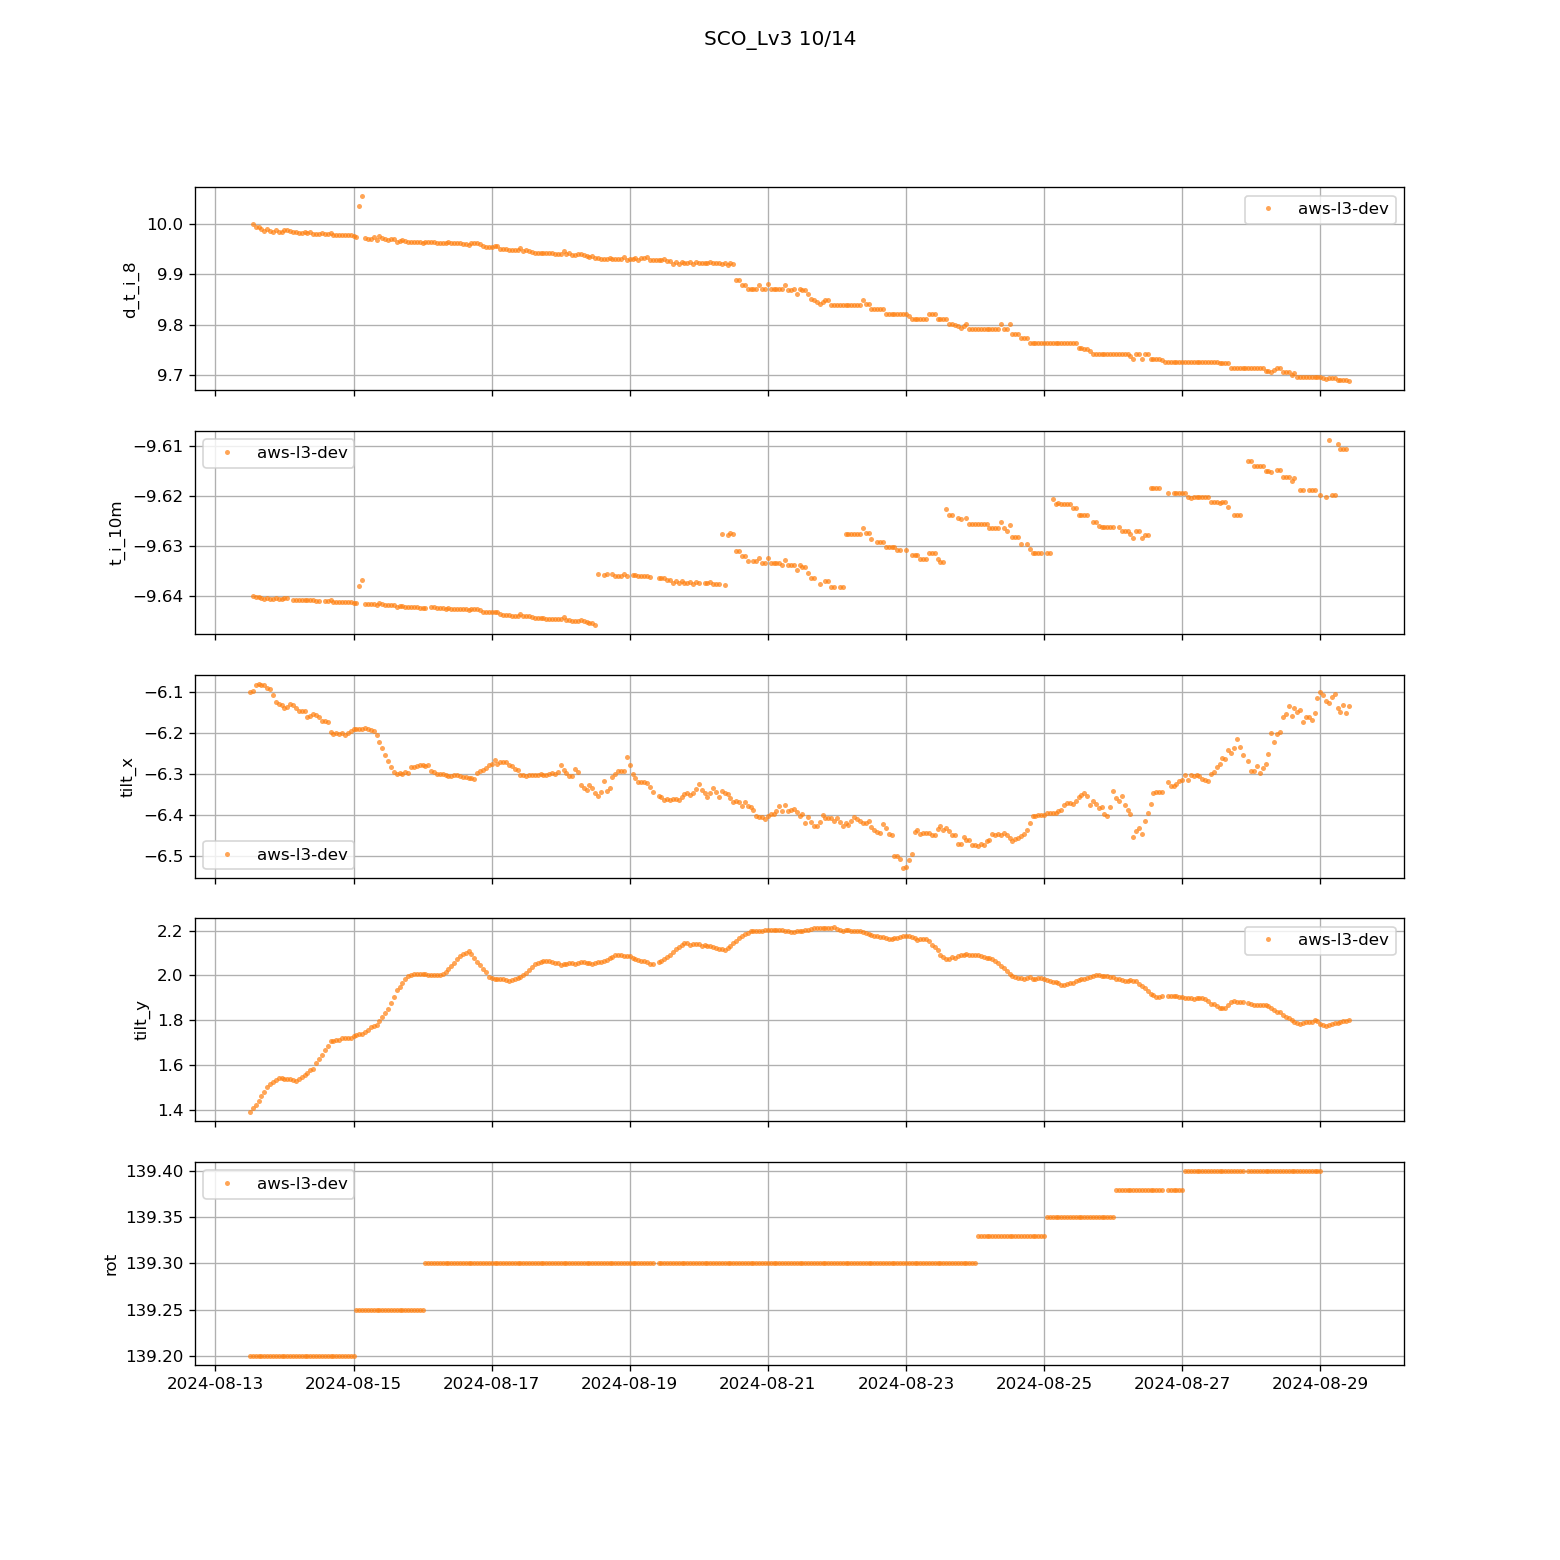 SCO_Lv3 10/14
10.0
9.9
9.8
9.7
d_t_i_8
aws-l3-dev
−9.61
−9.62
−9.63
−9.64
t_i_10m
aws-l3-dev
−6.1
−6.2
−6.3
−6.4
−6.5
tilt_x
aws-l3-dev
2.2
2.0
1.8
1.6
1.4
tilt_y
aws-l3-dev
139.40
139.35
139.30
139.25
139.20
rot
aws-l3-dev
2024-08-13 2024-08-15 2024-08-17 2024-08-19 2024-08-21 2024-08-23 2024-08-25 2024-08-27 2024-08-29